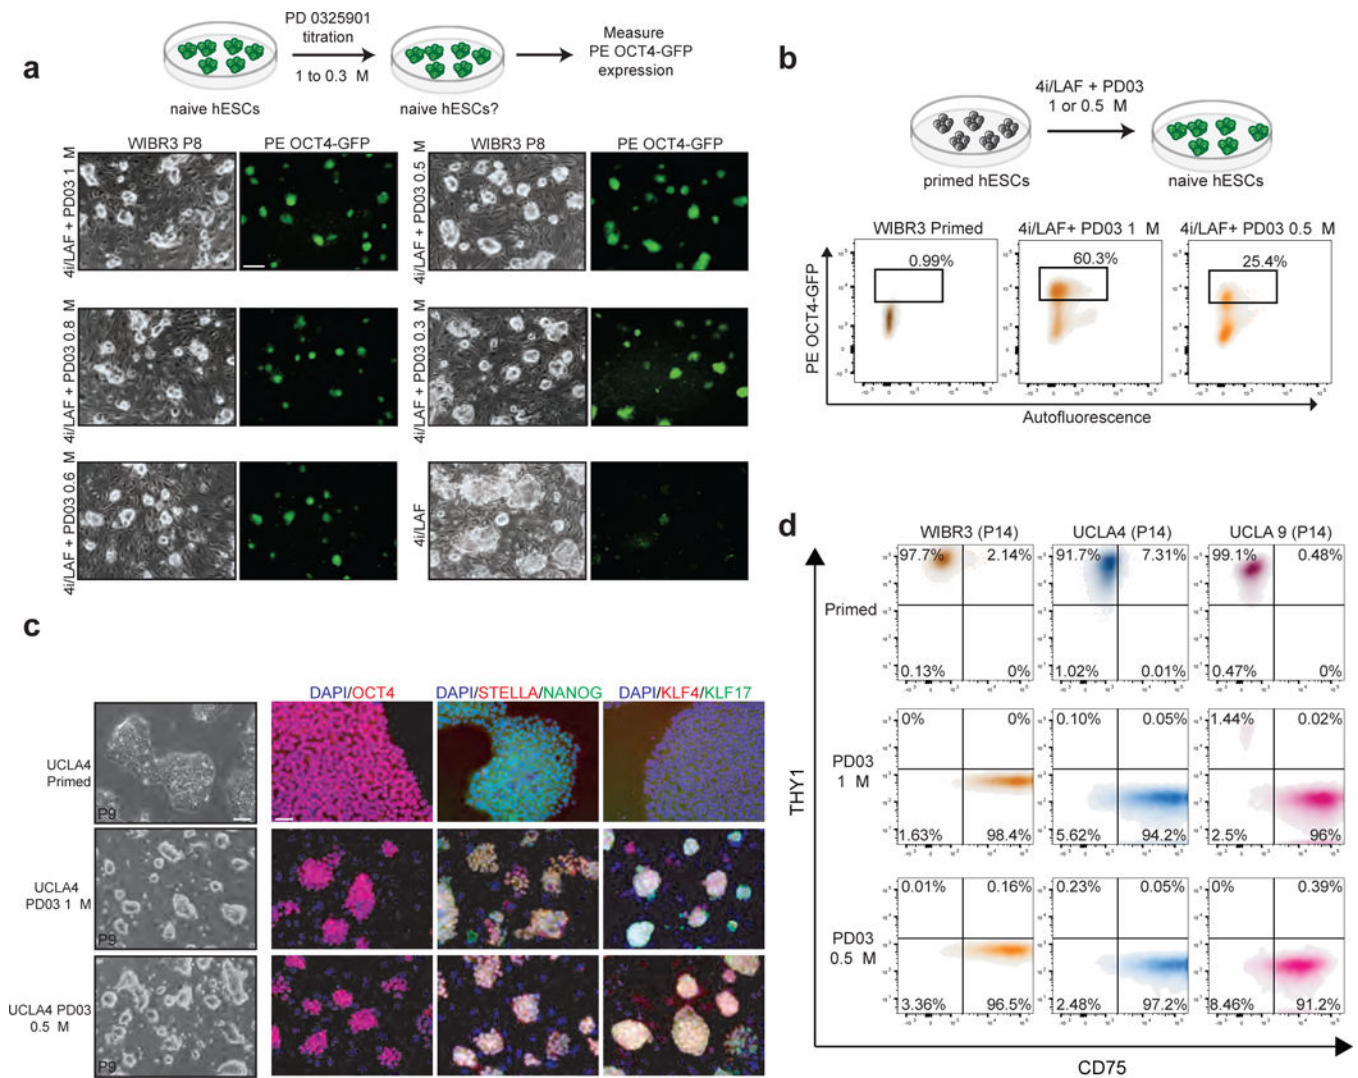 a
PD 0325901
titration
1 to 0.3 M
naive hESCs
naive hESCs?
Measure
PE OCT4-GFP
expression
WIBR3 P8
PE OCT4-GFP
WIBR3 P8
PE OCT4-GFP
4i/LAF + PD03 1 M
4i/LAF + PD03 0.5 M
4i/LAF + PD03 0.8 M
4i/LAF + PD03 0.3 M
4i/LAF + PD03 0.6 M
4i/LAF
b
4i/LAF + PD03
1 or 0.5 M
primed hESCs
naive hESCs
WIBR3 Primed
4i/LAF+ PD03 1 M
4i/LAF+ PD03 0.5 M
0.99%
60.3%
25.4%
PE OCT4-GFP
Autofluorescence
c
DAPI/OCT4
DAPI/STELLA/NANOG
DAPI/KLF4/KLF17
UCLA4
Primed
P9
UCLA4
PD03 1 M
P9
UCLA4 PD03
0.5 M
P9
d
WIBR3 (P14)
UCLA4 (P14)
UCLA 9 (P14)
Primed
97.7%
2.14%
91.7%
7.31%
99.1%
0.48%
0.13%
0%
1.02%
0.01%
0.47%
0%
PD03
1 M
0%
0%
0.10%
0.05%
1.44%
0.02%
1.63%
98.4%
5.62%
94.2%
2.5%
96%
PD03
0.5 M
0.01%
0.16%
0.23%
0.05%
0%
0.39%
3.36%
96.5%
2.48%
97.2%
8.46%
91.2%
THY1
CD75